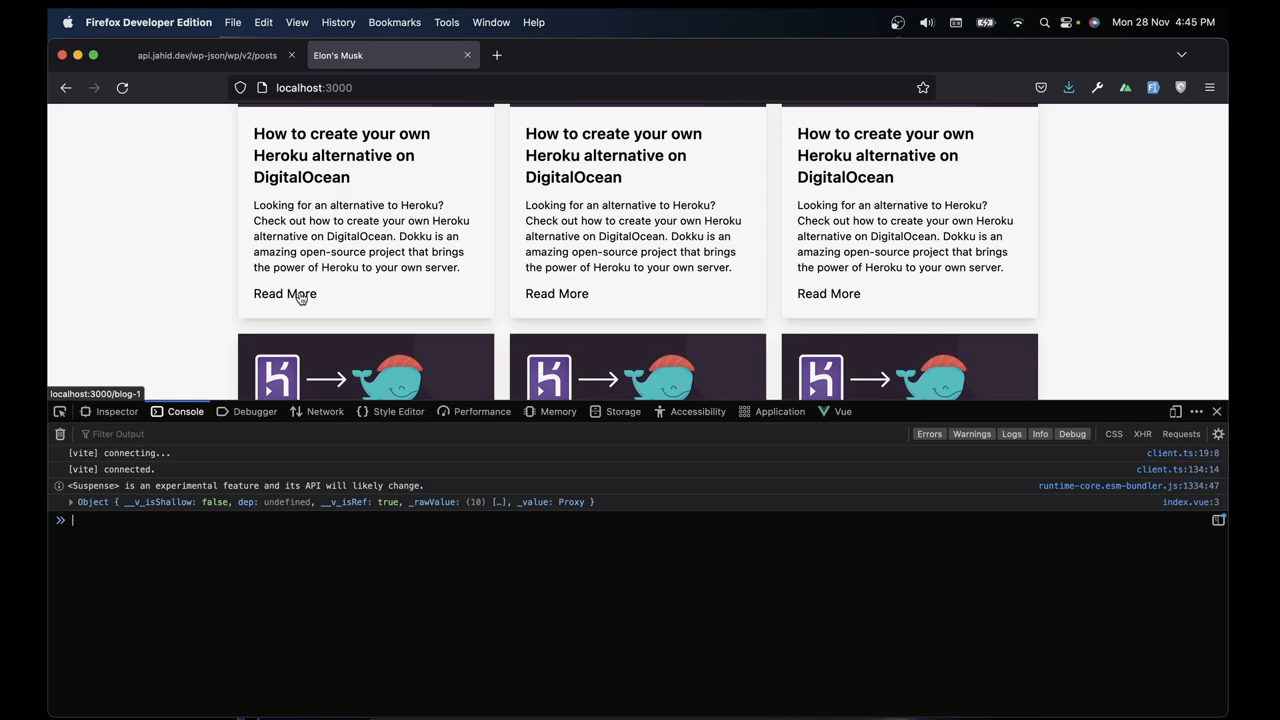 Firefox Developer Edition File Edit View History Bookmarks Tools Window Help Mon 28 Nov 4:45 PM
api.jahid.dev/wp-json/wp/v2/posts Elon's Musk
localhost:3000
How to create your own
Heroku alternative on
DigitalOcean
Looking for an alternative to Heroku?
Check out how to create your own Heroku
alternative on DigitalOcean. Dokku is an
amazing open-source project that brings
the power of Heroku to your own server.
Read More
How to create your own
Heroku alternative on
DigitalOcean
Looking for an alternative to Heroku?
Check out how to create your own Heroku
alternative on DigitalOcean. Dokku is an
amazing open-source project that brings
the power of Heroku to your own server.
Read More
How to create your own
Heroku alternative on
DigitalOcean
Looking for an alternative to Heroku?
Check out how to create your own Heroku
alternative on DigitalOcean. Dokku is an
amazing open-source project that brings
the power of Heroku to your own server.
Read More
localhost:3000/blog-1
Inspector Console Debugger Network Style Editor Performance Memory Storage Accessibility Application Vue
Filter Output Errors Warnings Logs Info Debug CSS XHR Requests
[vite] connecting... client.ts:19:8
[vite] connected. client.ts:134:14
<Suspense> is an experimental feature and its API will likely change. runtime-core.esm-bundler.js:1334:47
Object { __v_isShallow: false, dep: undefined, __v_isRef: true, _rawValue: (10) […], _value: Proxy } index.vue:3